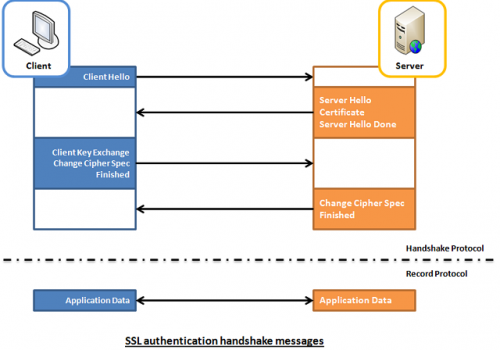 Client
Server
Client Hello
Server Hello
Certificate
Server Hello Done
Client Key Exchange
Change Cipher Spec
Finished
Change Cipher Spec
Finished
Handshake Protocol
Record Protocol
Application Data
Application Data
SSL authentication handshake messages